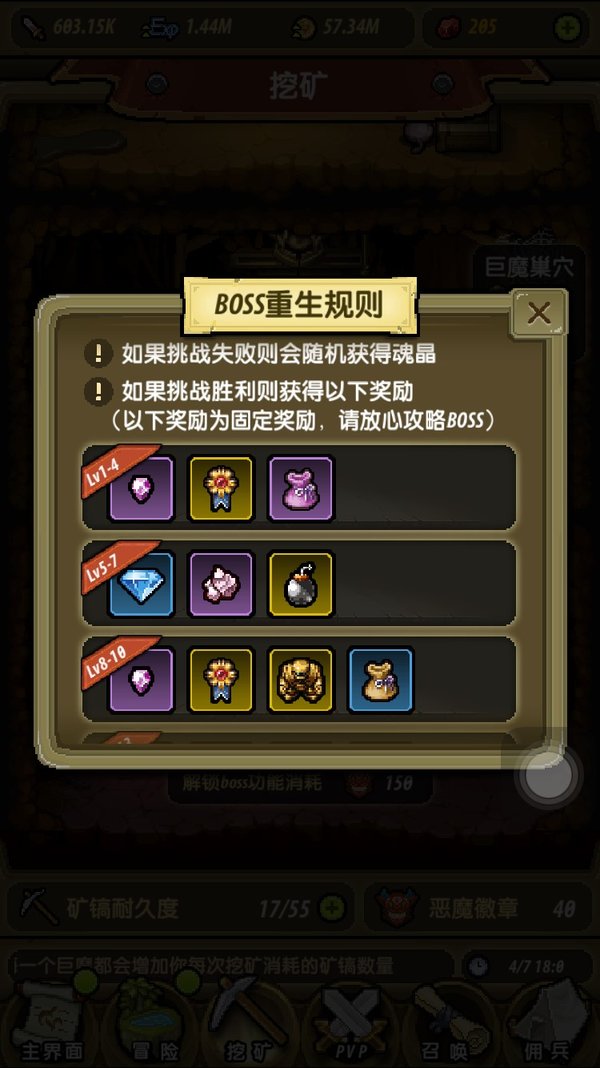 603.15K Exp 1.44M 57.34M 205
挖矿
巨魔巢穴
BOSS重生规则
如果挑战失败则会随机获得魂晶
如果挑战胜利则获得以下奖励
(以下奖励为固定奖励，请放心攻略BOSS)
Lv1-4
Lv5-7
Lv8-10
解锁boss功能消耗 150
矿镐耐久度 17/55 恶魔徽章 40
一个巨魔都会增加你每次挖矿消耗的矿镐数量 4/7 18:0
主界面 冒险 挖矿 PVP 召唤 佣兵